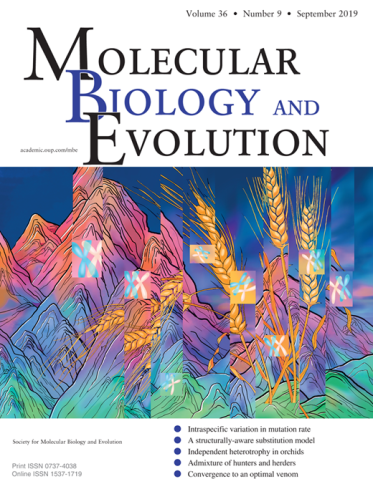 Volume 36 • Number 9 • September 2019
MOLECULAR
BIOLOGY AND
EVOLUTION
academic.oup.com/mbe
● Intraspecific variation in mutation rate
● A structurally-aware substitution model
● Independent heterotrophy in orchids
● Admixture of hunters and herders
● Convergence to an optimal venom
Society for Molecular Biology and Evolution
Print ISSN 0737-4038
Online ISSN 1537-1719